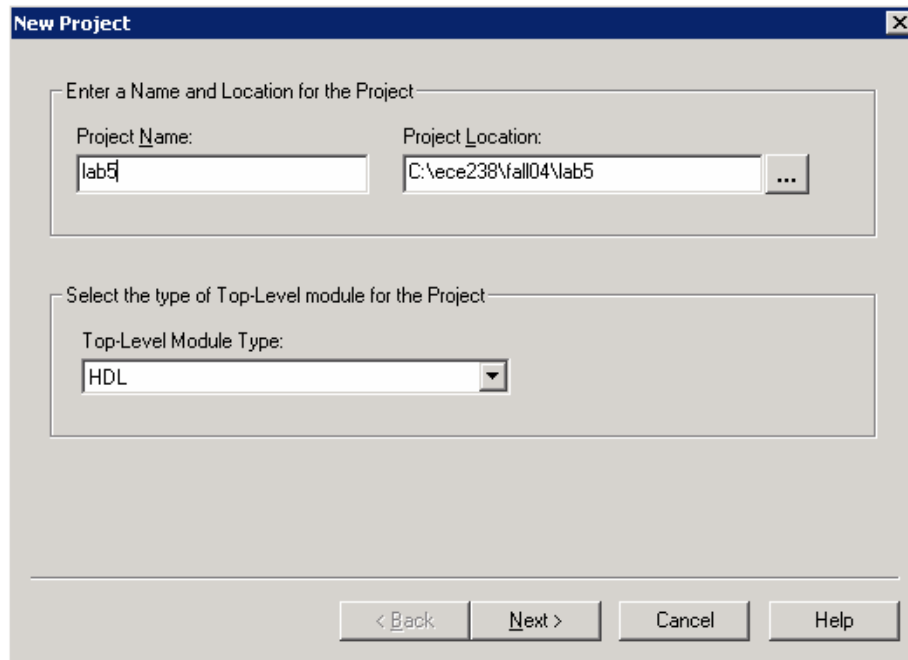 New Project
Enter a Name and Location for the Project
Project Name:
Project Location:
lab5
C:\ece238\fall04\lab5
...
Select the type of Top-Level module for the Project
Top-Level Module Type:
HDL
< Back
Next >
Cancel
Help